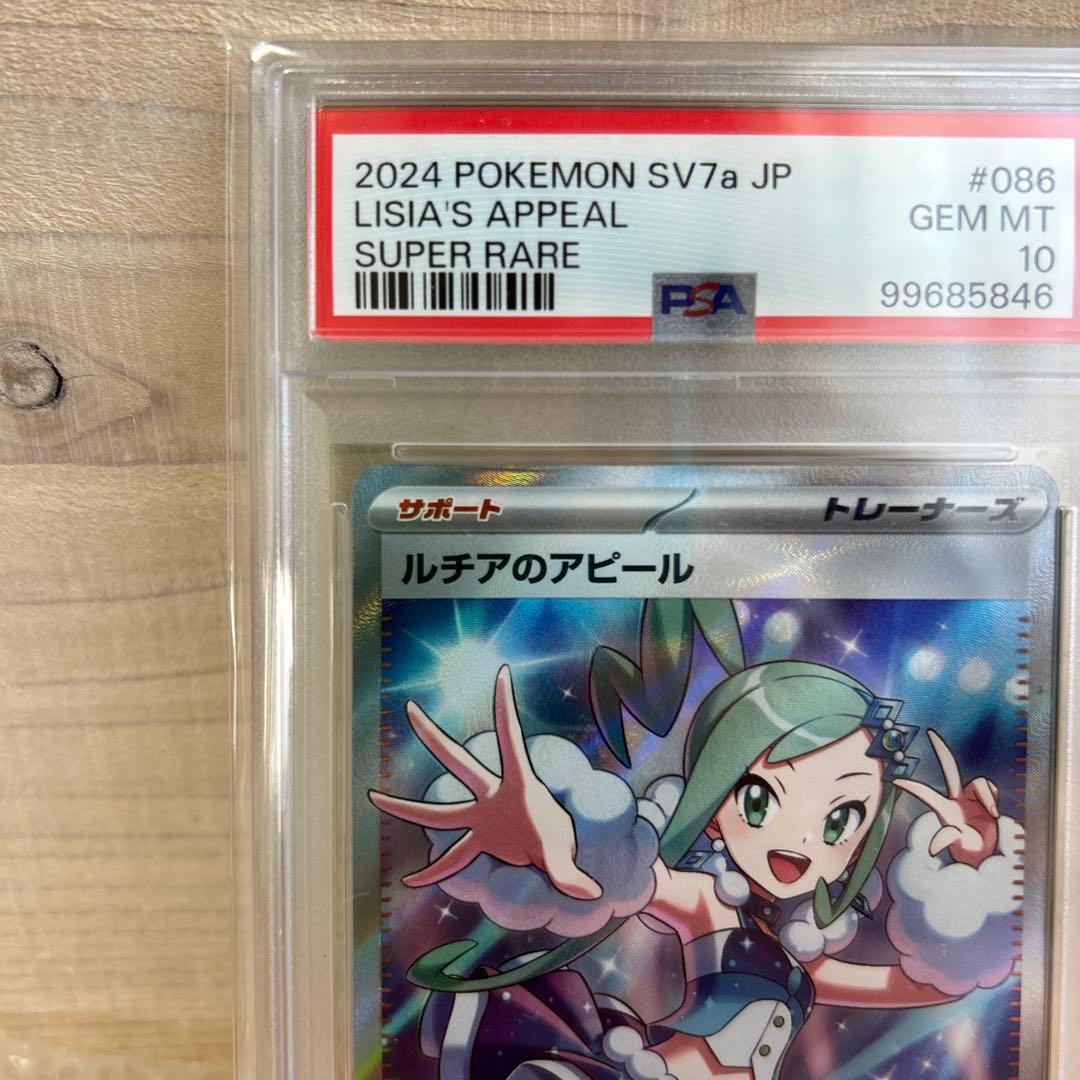 2024 POKEMON SV7a JP #086
LISIA'S APPEAL GEM MT
SUPER RARE 10
PSA 99685846
サポート トレーナーズ
ルチアのアピール